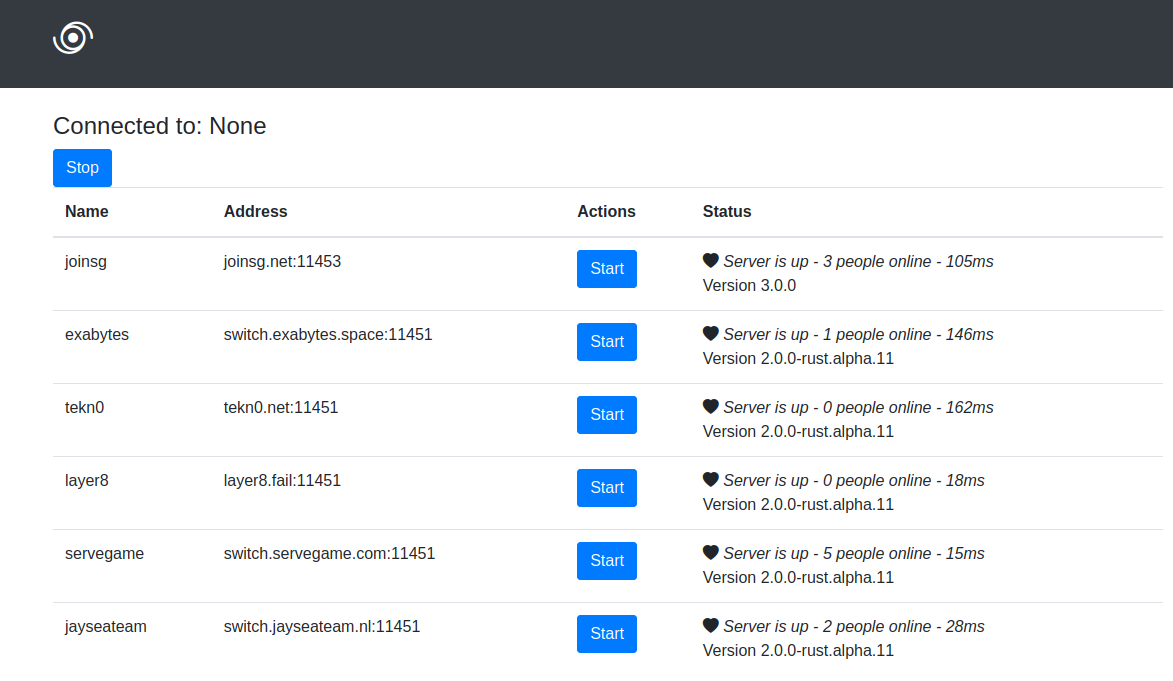 Connected to: None
Stop
Name Address Actions Status
joinsg joinsg.net:11453 Start Server is up - 3 people online - 105ms
Version 3.0.0
exabytes switch.exabytes.space:11451 Start Server is up - 1 people online - 146ms
Version 2.0.0-rust.alpha.11
tekn0 tekn0.net:11451 Start Server is up - 0 people online - 162ms
Version 2.0.0-rust.alpha.11
layer8 layer8.fail:11451 Start Server is up - 0 people online - 18ms
Version 2.0.0-rust.alpha.11
servegame switch.servegame.com:11451 Start Server is up - 5 people online - 15ms
Version 2.0.0-rust.alpha.11
jayseateam switch.jayseateam.nl:11451 Start Server is up - 2 people online - 28ms
Version 2.0.0-rust.alpha.11